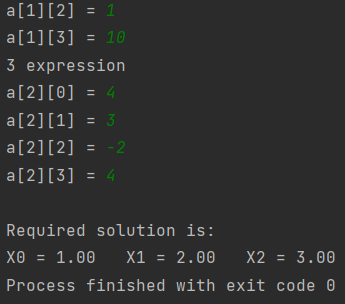 a[1][2] = 1
a[1][3] = 10
3 expression
a[2][0] = 4
a[2][1] = 3
a[2][2] = -2
a[2][3] = 4
Required solution is:
X0 = 1.00   X1 = 2.00   X2 = 3.00
Process finished with exit code 0